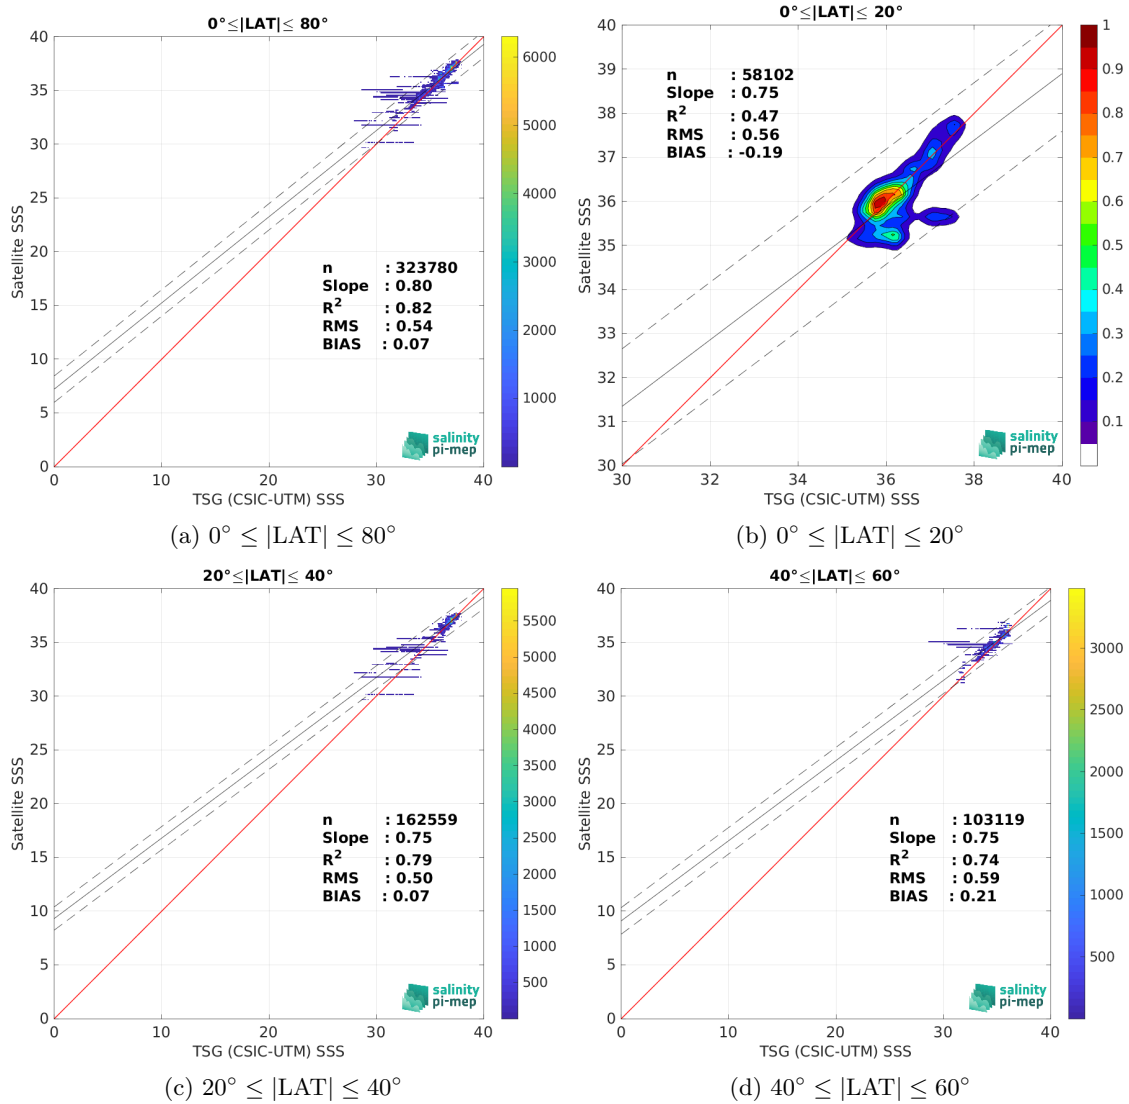 0°≤|LAT|≤ 80°
Satellite SSS
40
35
30
25
20
15
10
5
0
n : 323780
Slope : 0.80
R² : 0.82
RMS : 0.54
BIAS : 0.07
salinity
pi-mep
0 10 20 30 40
TSG (CSIC-UTM) SSS
6000
5000
4000
3000
2000
1000
(a) 0° ≤ |LAT| ≤ 80°
0°≤|LAT|≤ 20°
Satellite SSS
40
39
38
37
36
35
34
33
32
31
30
n : 58102
Slope : 0.75
R² : 0.47
RMS : 0.56
BIAS : -0.19
salinity
pi-mep
30 32 34 36 38 40
TSG (CSIC-UTM) SSS
1
0.9
0.8
0.7
0.6
0.5
0.4
0.3
0.2
0.1
(b) 0° ≤ |LAT| ≤ 20°
20°≤|LAT|≤ 40°
Satellite SSS
40
35
30
25
20
15
10
5
0
n : 162559
Slope : 0.75
R² : 0.79
RMS : 0.50
BIAS : 0.07
salinity
pi-mep
0 10 20 30 40
TSG (CSIC-UTM) SSS
5500
5000
4500
4000
3500
3000
2500
2000
1500
1000
500
(c) 20° ≤ |LAT| ≤ 40°
40°≤|LAT|≤ 60°
Satellite SSS
40
35
30
25
20
15
10
5
0
n : 103119
Slope : 0.75
R² : 0.74
RMS : 0.59
BIAS : 0.21
salinity
pi-mep
0 10 20 30 40
TSG (CSIC-UTM) SSS
3000
2500
2000
1500
1000
500
(d) 40° ≤ |LAT| ≤ 60°